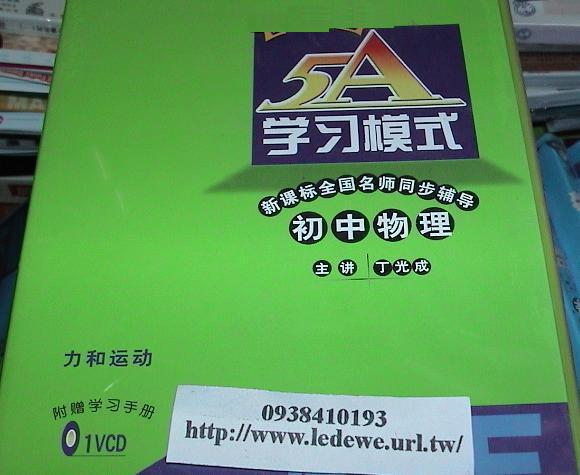 5A
学习模式
新课标全国名师同步辅导
初中物理
主讲 丁光成
力和运动
附赠学习手册
1VCD
0938410193
http://www.ledewe.url.tw/